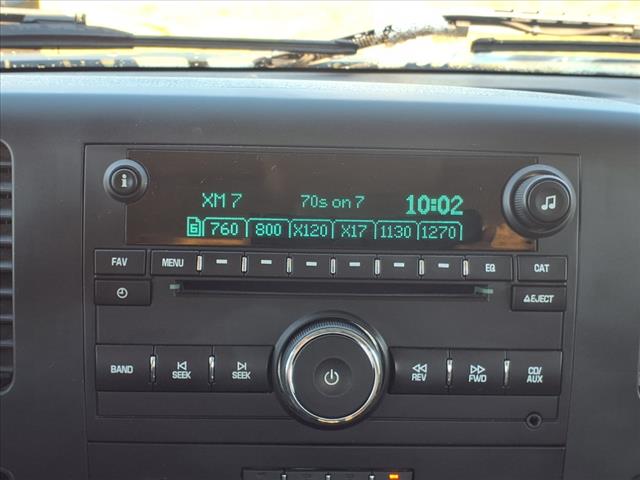 XM 7 70s on 7 10:02
6 760 800 X120 X17 1130 1270
FAV MENU EQ CAT
EJECT
BAND SEEK SEEK REV FWD CD/
AUX